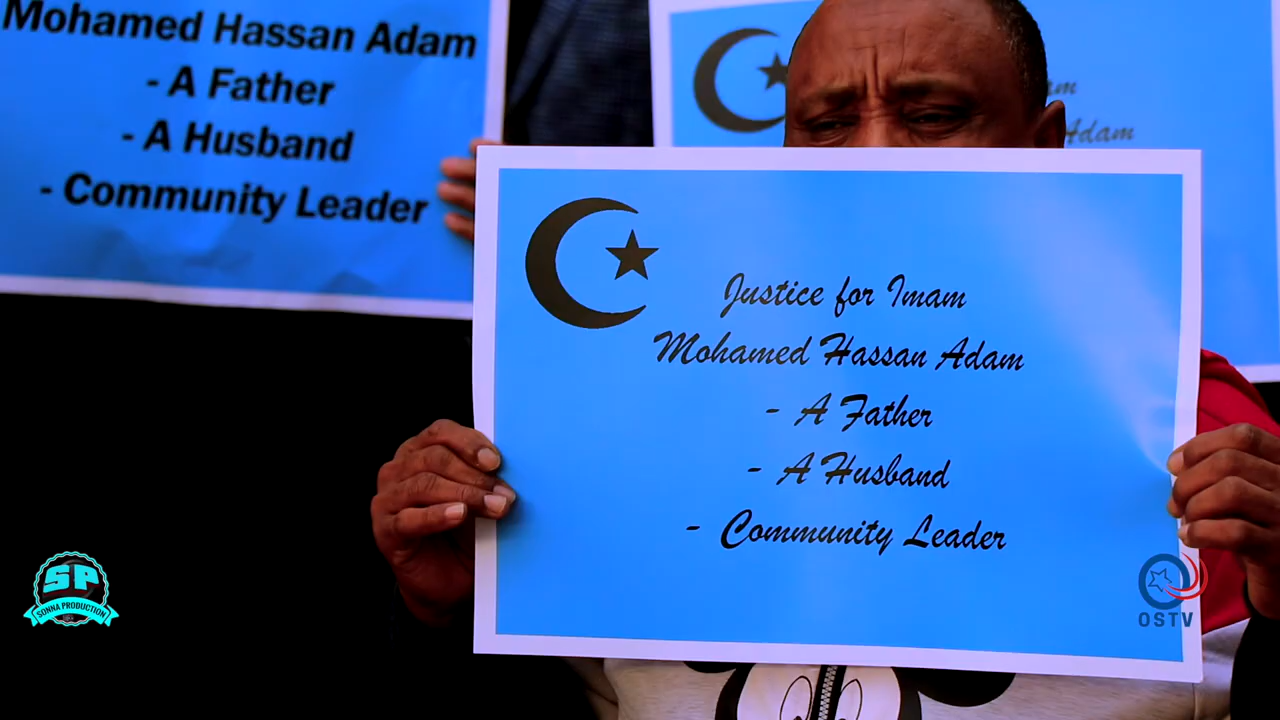 Mohamed Hassan Adam
- A Father
- A Husband
- Community Leader
Adam
Justice for Imam
Mohamed Hassan Adam
- A Father
- A Husband
- Community Leader
SP
SONNA PRODUCTION
OSTV